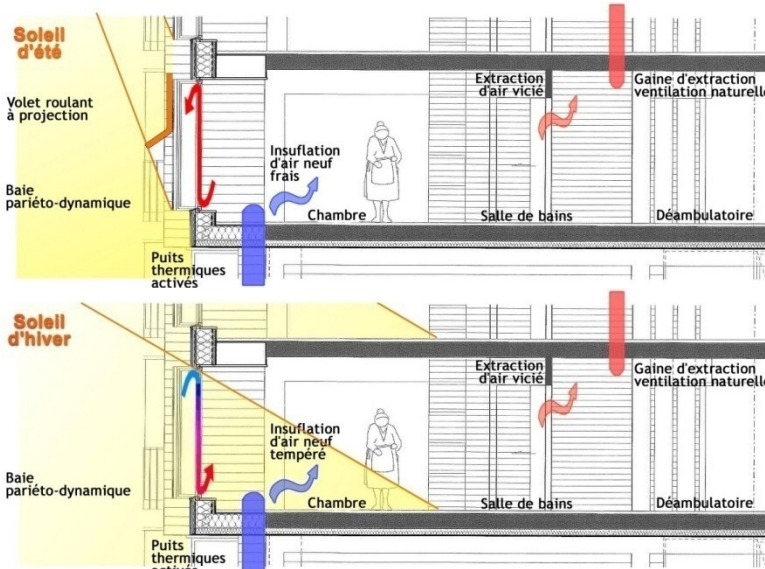 Soleil
d'été
Volet roulant
à projection
Baie
pariéto-dynamique
Puits
thermiques
activés
Insuflation
d'air neuf
frais
Chambre
Extraction
d'air vicié
Salle de bains
Gaine d'extraction
ventilation naturelle
Déambulatoire
Soleil
d'hiver
Baie
pariéto-dynamique
Puits
thermiques
activés
Insuflation
d'air neuf
tempéré
Chambre
Extraction
d'air vicié
Salle de bains
Gaine d'extraction
ventilation naturelle
Déambulatoire